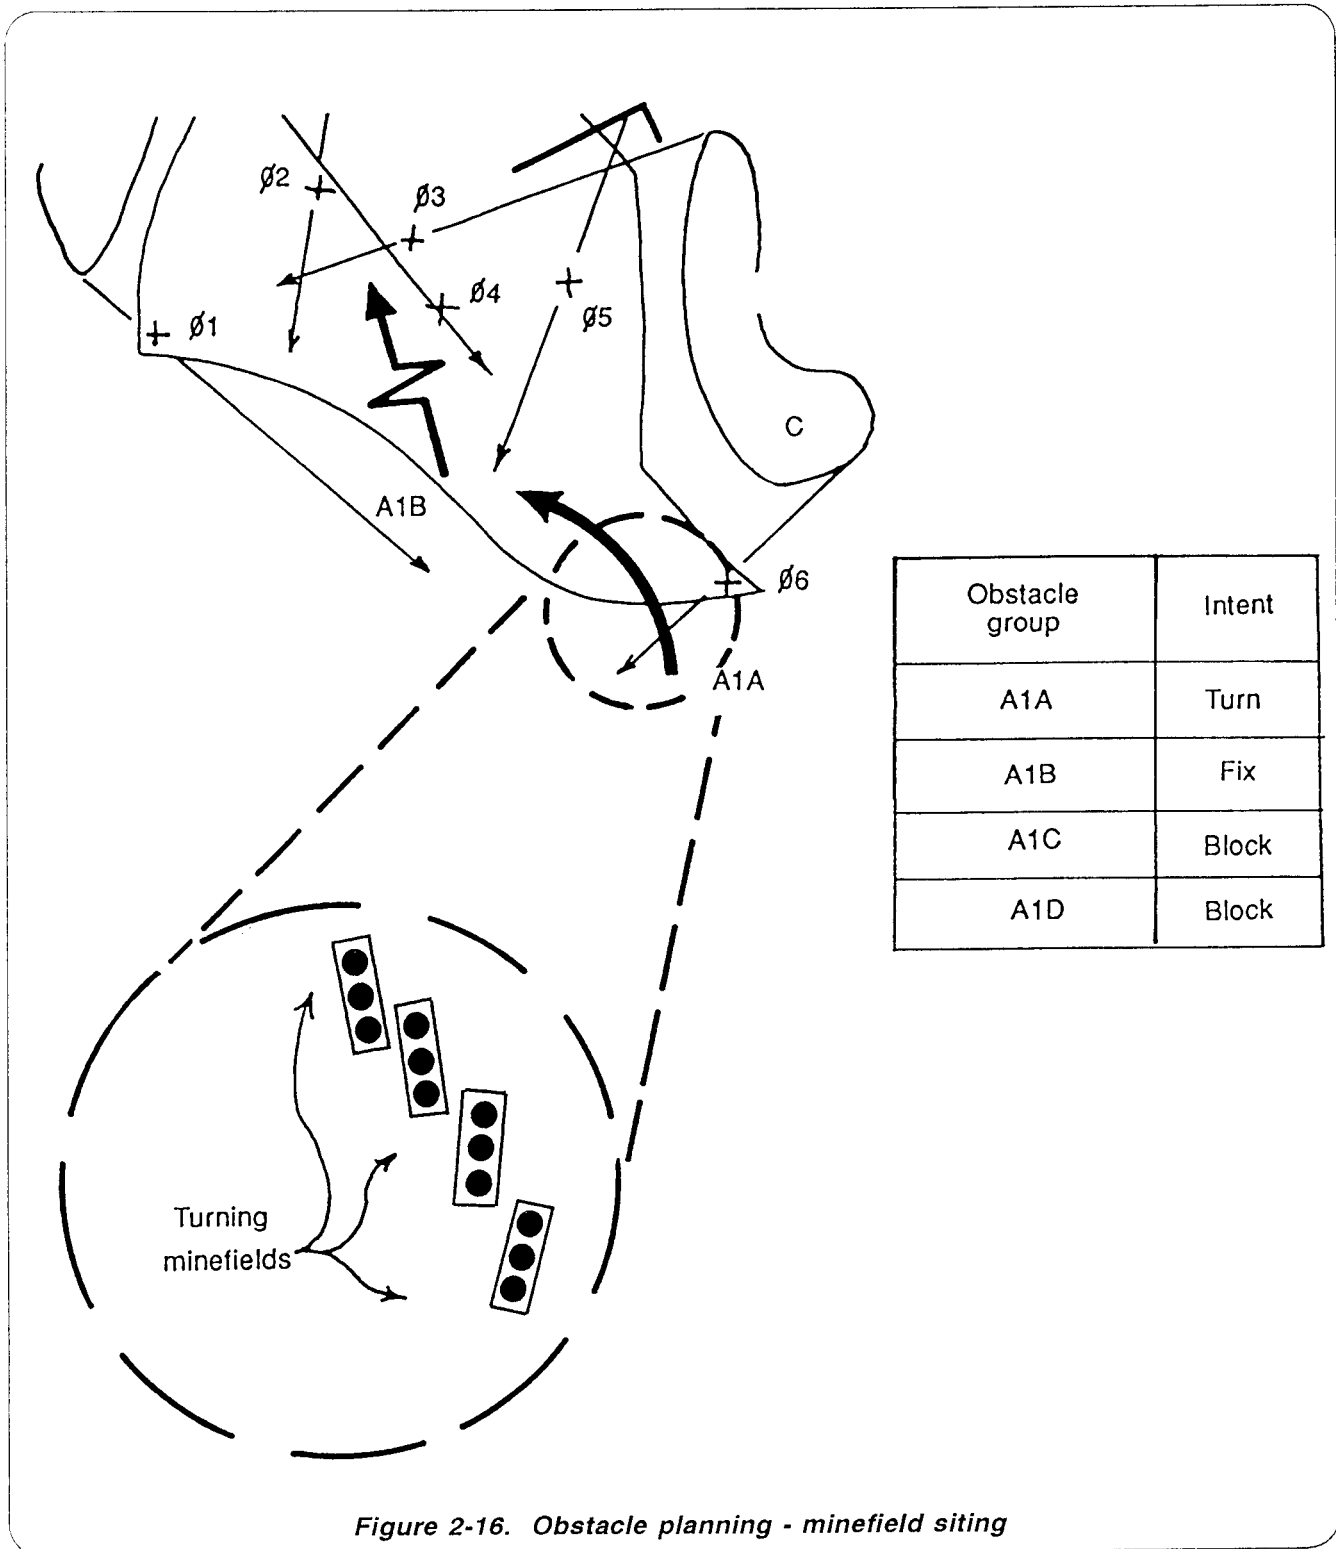 Ø2
Ø3
Ø4
Ø1
Ø5
C
A1B
Ø6
A1A
Obstacle
group
Intent
A1A
Turn
A1B
Fix
A1C
Block
A1D
Block
Turning
minefields
Figure 2-16. Obstacle planning - minefield siting